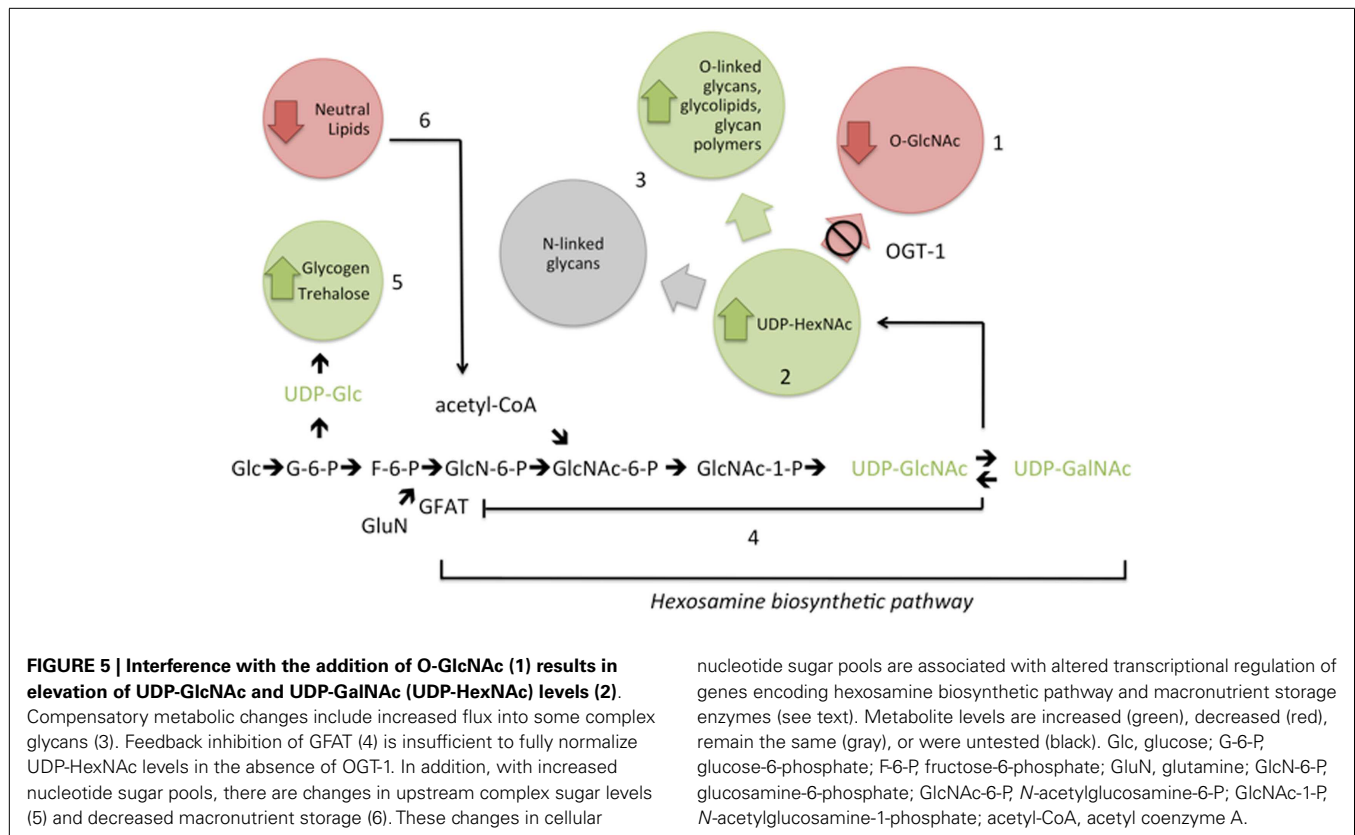 Neutral
Lipids
6
O-linked
glycans,
glycolipids,
glycan
polymers
O-GlcNAc
1
3
N-linked
glycans
OGT-1
Glycogen
Trehalose
5
UDP-HexNAc
2
UDP-Glc
acetyl-CoA
Glc G-6-P F-6-P GlcN-6-P GlcNAc-6-P GlcNAc-1-P UDP-GlcNAc UDP-GalNAc
GFAT
GluN
4
Hexosamine biosynthetic pathway
FIGURE 5 | Interference with the addition of O-GlcNAc (1) results in
elevation of UDP-GlcNAc and UDP-GalNAc (UDP-HexNAc) levels (2).
Compensatory metabolic changes include increased flux into some complex
glycans (3). Feedback inhibition of GFAT (4) is insufficient to fully normalize
UDP-HexNAc levels in the absence of OGT-1. In addition, with increased
nucleotide sugar pools, there are changes in upstream complex sugar levels
(5) and decreased macronutrient storage (6). These changes in cellular
nucleotide sugar pools are associated with altered transcriptional regulation of
genes encoding hexosamine biosynthetic pathway and macronutrient storage
enzymes (see text). Metabolite levels are increased (green), decreased (red),
remain the same (gray), or were untested (black). Glc, glucose; G-6-P,
glucose-6-phosphate; F-6-P, fructose-6-phosphate; GluN, glutamine; GlcN-6-P,
glucosamine-6-phosphate; GlcNAc-6-P, N-acetylglucosamine-6-P; GlcNAc-1-P,
N-acetylglucosamine-1-phosphate; acetyl-CoA, acetyl coenzyme A.